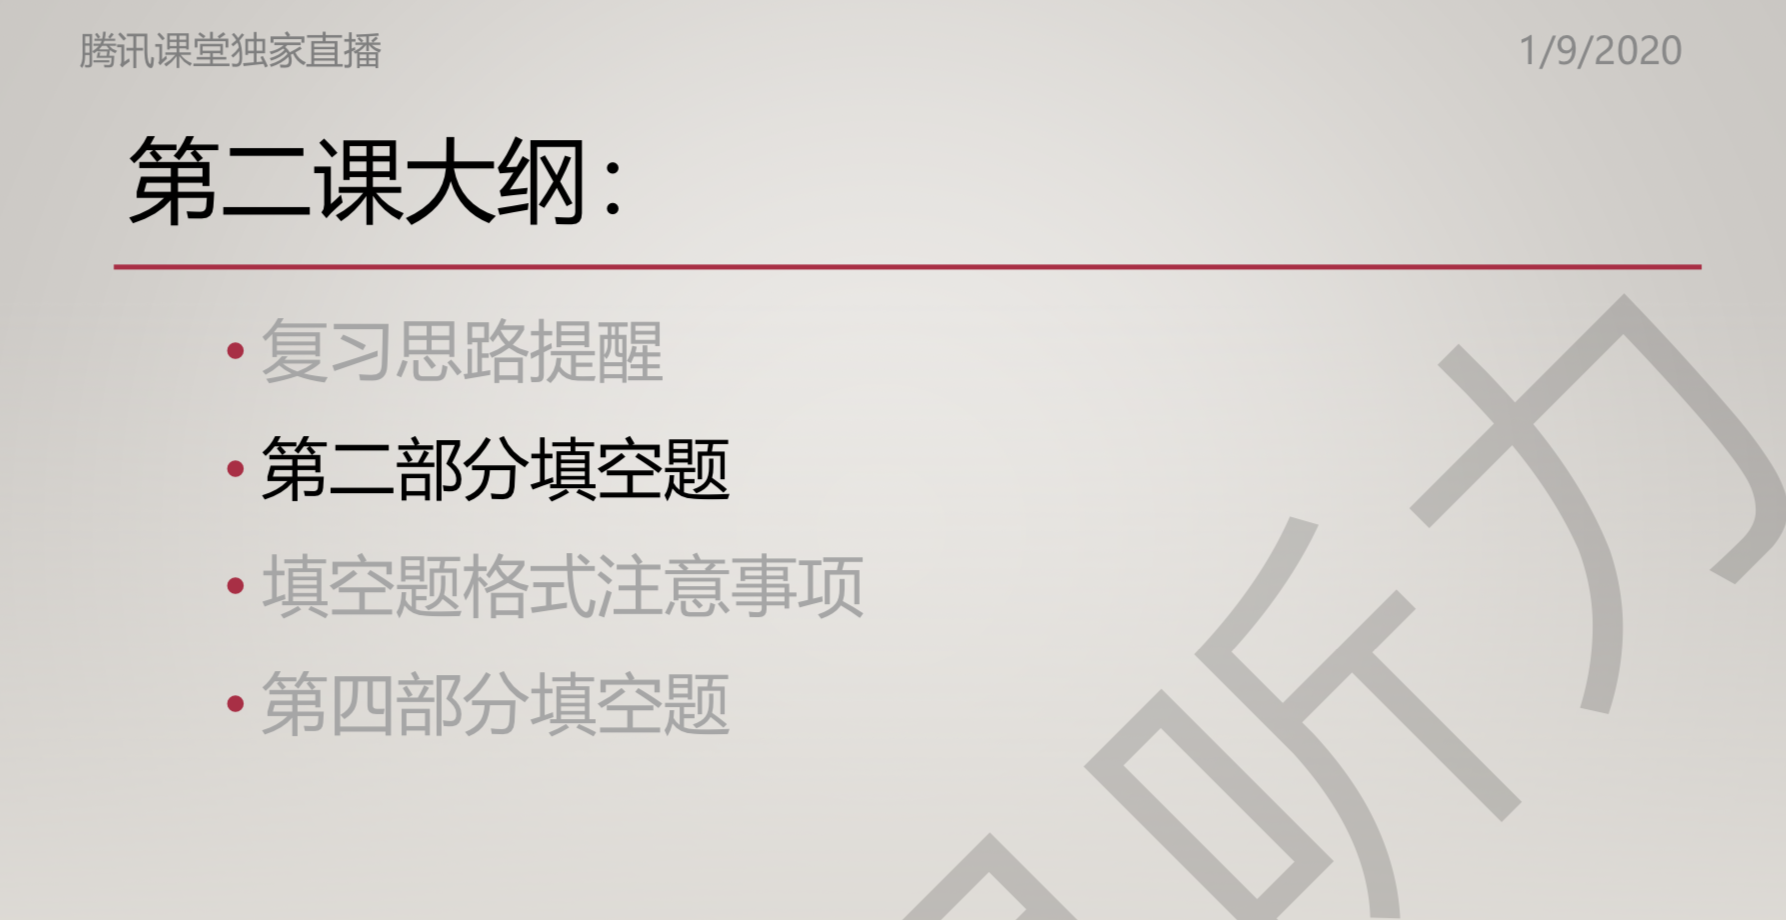 腾讯课堂独家直播
1/9/2020
第二课大纲：
• 复习思路提醒
• 第二部分填空题
• 填空题格式注意事项
• 第四部分填空题
听力